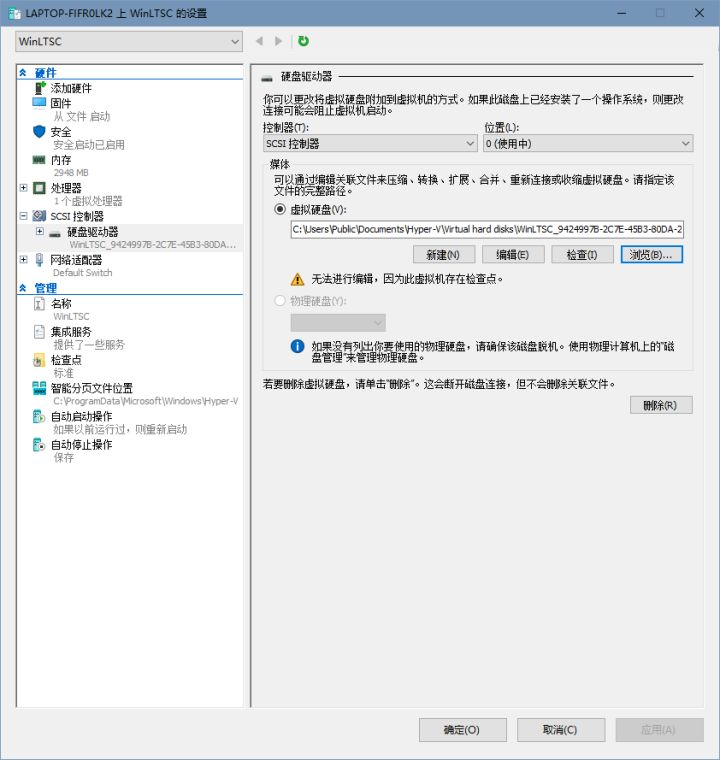 LAPTOP-FIFR0LK2 上 WinLTSC 的设置
WinLTSC
硬件
添加硬件
固件
从 文件 启动
安全
安全启动已启用
内存
2948 MB
处理器
1 个虚拟处理器
SCSI 控制器
硬盘驱动器
WinLTSC_9424997B-2C7E-45B3-80DA...
网络适配器
Default Switch
管理
名称
WinLTSC
集成服务
提供了一些服务
检查点
标准
智能分页文件位置
C:\ProgramData\Microsoft\Windows\Hyper-V
自动启动操作
如果以前运行过，则重新启动
自动停止操作
保存
硬盘驱动器
你可以更改将虚拟硬盘附加到虚拟机的方式。如果此磁盘上已经安装了一个操作系统，则更改
连接可能会阻止虚拟机启动。
控制器(T): 位置(L):
SCSI 控制器 0 (使用中)
媒体
可以通过编辑关联文件来压缩、转换、扩展、合并、重新连接或收缩虚拟硬盘。请指定该
文件的完整路径。
虚拟硬盘(V):
C:\Users\Public\Documents\Hyper-V\Virtual hard disks\WinLTSC_9424997B-2C7E-45B3-80DA-2
新建(N) 编辑(E) 检查(I) 浏览(B)...
无法进行编辑，因为此虚拟机存在检查点。
物理硬盘(Y):
如果没有列出你要使用的物理硬盘，请确保该磁盘脱机。使用物理计算机上的"磁
盘管理"来管理物理硬盘。
若要删除虚拟硬盘，请单击"删除"。这会断开磁盘连接，但不会删除关联文件。
删除(R)
确定(O) 取消(C) 应用(A)